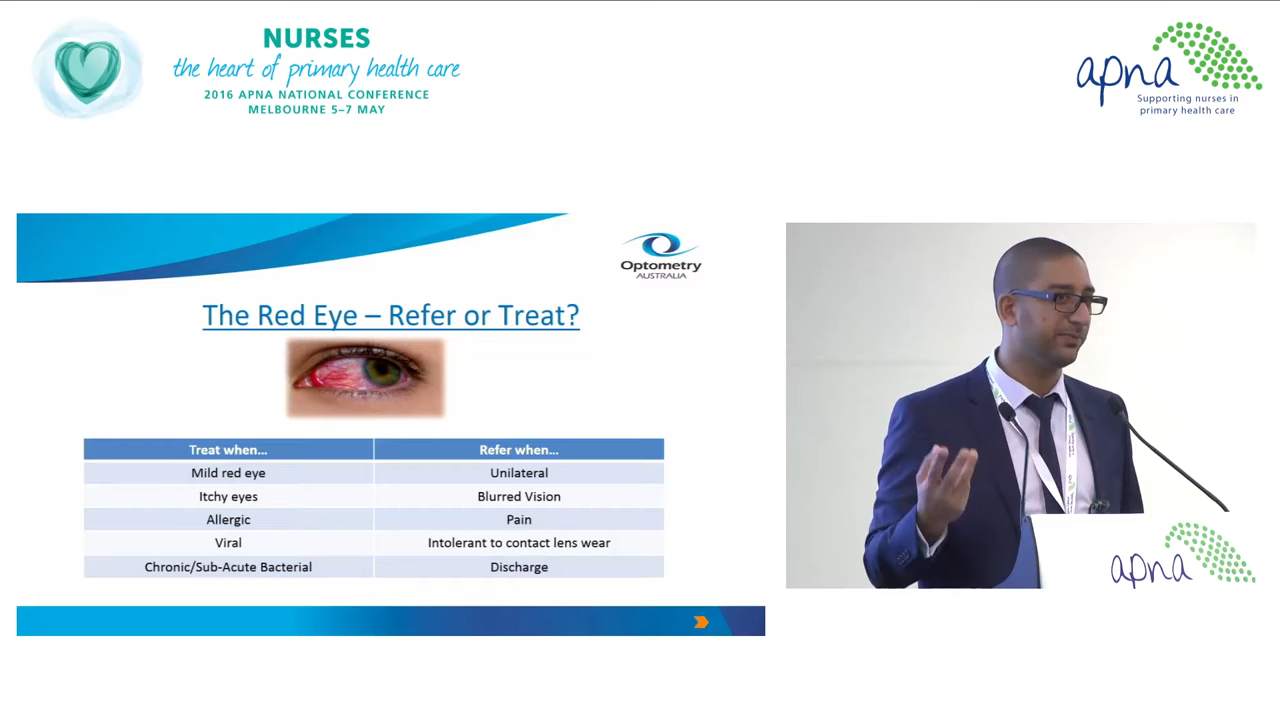 NURSES
the heart of primary health care
2016 APNA NATIONAL CONFERENCE
MELBOURNE 5–7 MAY
apna
Supporting nurses in
primary health care
Optometry
AUSTRALIA
The Red Eye – Refer or Treat?
Treat when... Refer when...
Mild red eye Unilateral
Itchy eyes Blurred Vision
Allergic Pain
Viral Intolerant to contact lens wear
Chronic/Sub-Acute Bacterial Discharge
apna